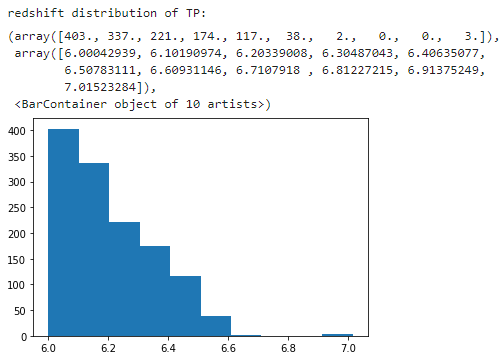 redshift distribution of TP:
(array([403., 337., 221., 174., 117.,  38.,   2.,   0.,   0.,   3.]),
 array([6.00042939, 6.10190974, 6.20339008, 6.30487043, 6.40635077,
        6.50783111, 6.60931146, 6.7107918 , 6.81227215, 6.91375249,
        7.01523284]),
 <BarContainer object of 10 artists>)
400
350
300
250
200
150
100
50
0
6.0 6.2 6.4 6.6 6.8 7.0